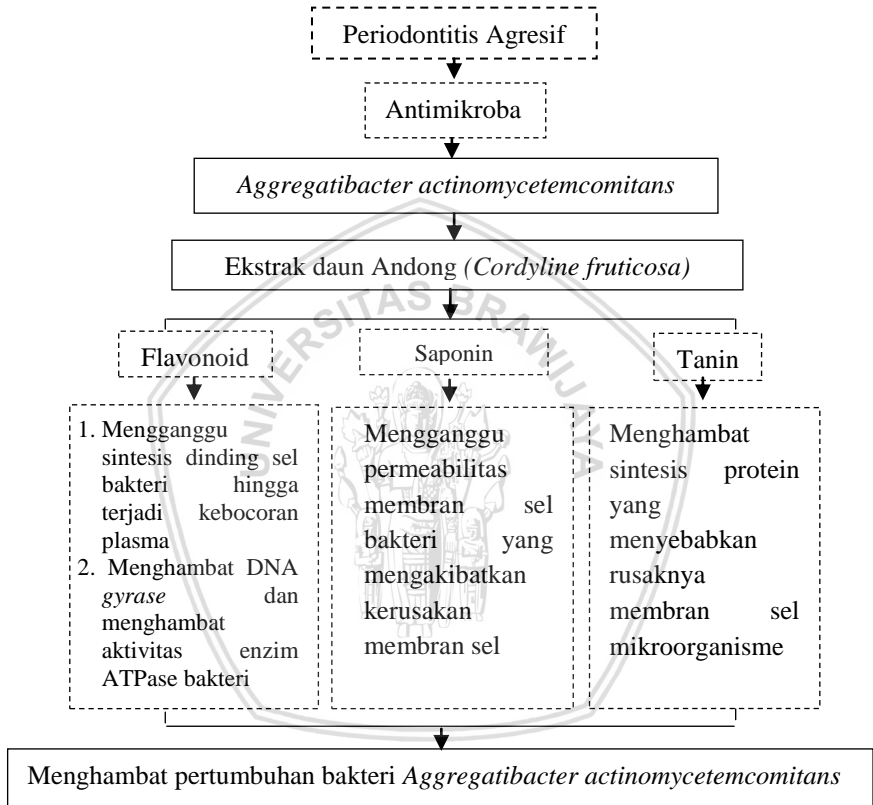 Periodontitis Agresif
Antimikroba
Aggregatibacter actinomycetemcomitans
Ekstrak daun Andong (Cordyline fruticosa)
UNIVERSITAS BRAWIJAYA
Flavonoid
Saponin
Tanin
1. Mengganggu
sintesis dinding sel
bakteri hingga
terjadi kebocoran
plasma
2. Menghambat DNA
gyrase dan
menghambat
aktivitas enzim
ATPase bakteri
Mengganggu
permeabilitas
membran sel
bakteri yang
mengakibatkan
kerusakan
membran sel
Menghambat
sintesis protein
yang
menyebabkan
rusaknya
membran sel
mikroorganisme
Menghambat pertumbuhan bakteri Aggregatibacter actinomycetemcomitans